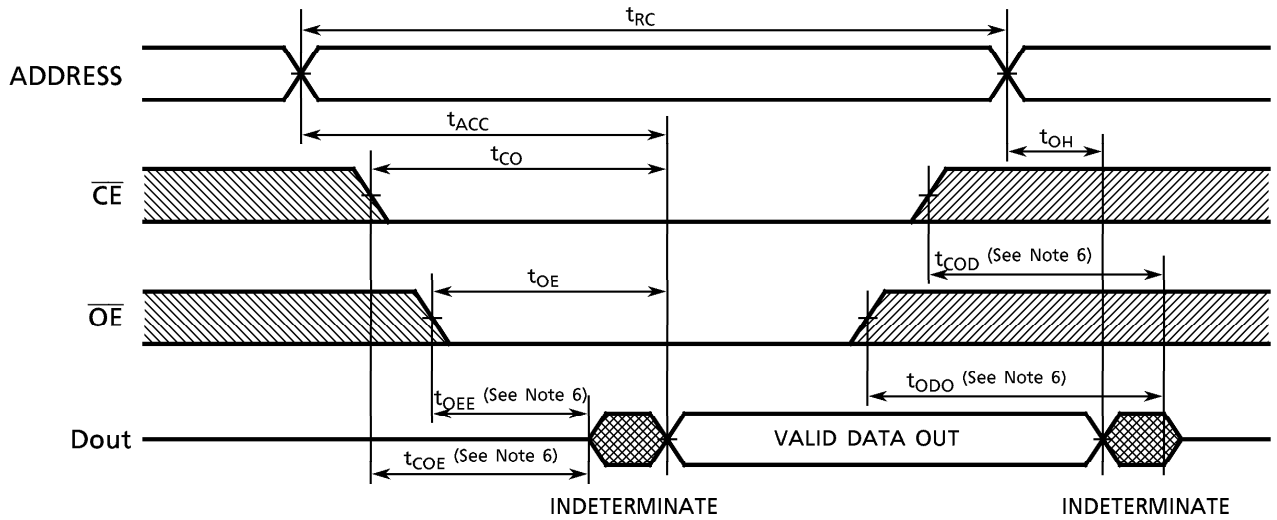 tRC
ADDRESS
tACC
tOH
tCO
CE
tCOD (See Note 6)
tOE
OE
tODO (See Note 6)
tOEE (See Note 6)
Dout
VALID DATA OUT
tCOE (See Note 6)
INDETERMINATE
INDETERMINATE